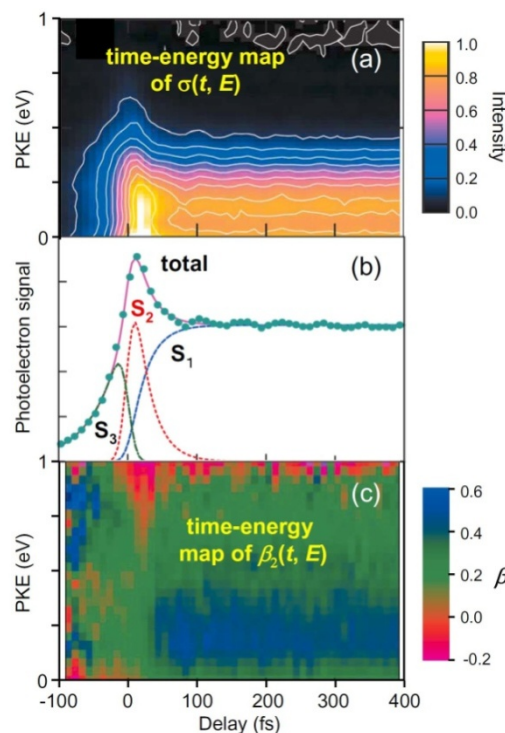 1
time-energy map
of σ(t, E)
(a)
PKE (eV)
0
1.0
0.8
0.6
0.4
0.2
0.0
Intensity
(b)
total
S₂
S₁
S₃
Photoelectron signal
1
(c)
time-energy
map of β₂(t, E)
PKE (eV)
0
0.6
0.4
0.2
0.0
-0.2
-100 0 100 200 300 400
Delay (fs)